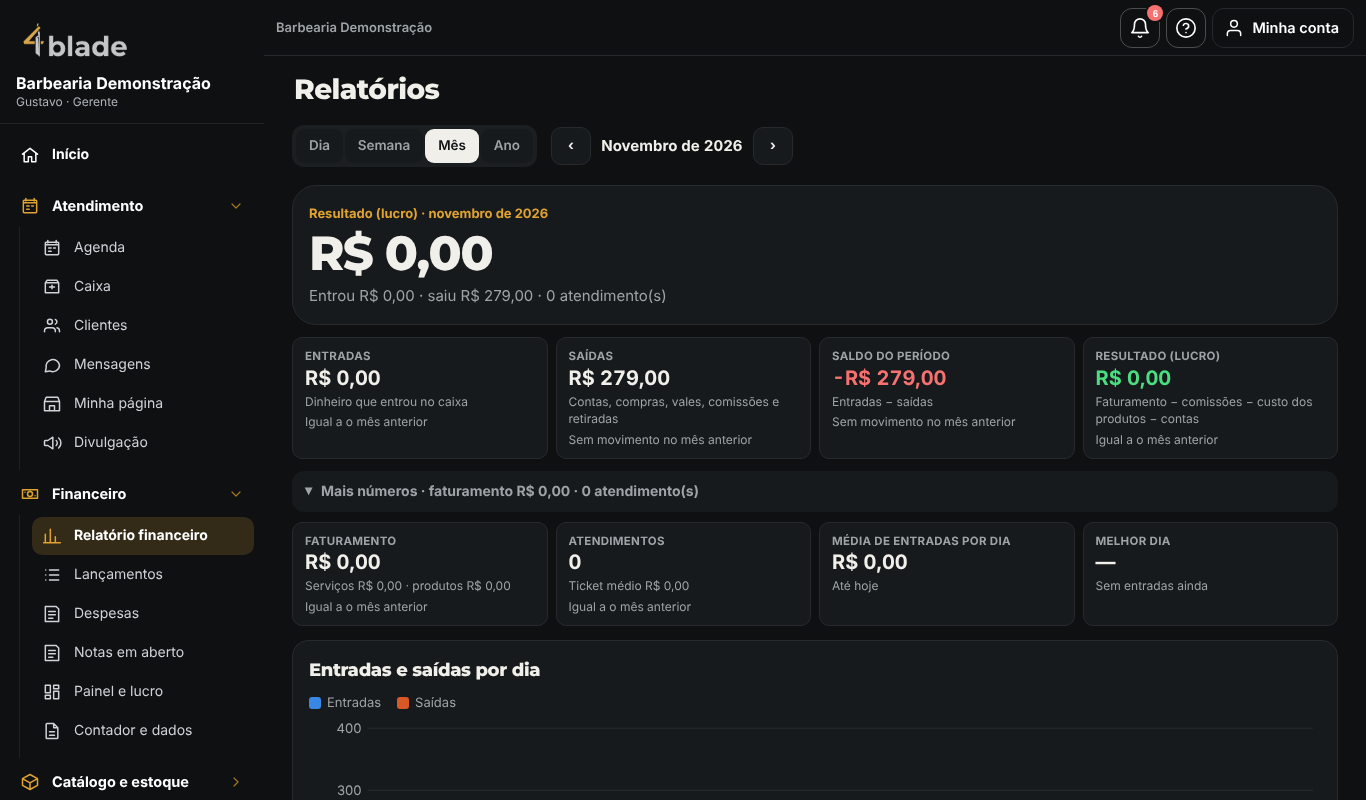 4blade
Barbearia Demonstração
Gustavo · Gerente
Início
Atendimento
Agenda
Caixa
Clientes
Mensagens
Minha página
Divulgação
Financeiro
Relatório financeiro
Lançamentos
Despesas
Notas em aberto
Painel e lucro
Contador e dados
Catálogo e estoque
Barbearia Demonstração
6
Minha conta
Relatórios
Dia
Semana
Mês
Ano
‹
Novembro de 2026
›
Resultado (lucro) · novembro de 2026
R$ 0,00
Entrou R$ 0,00 · saiu R$ 279,00 · 0 atendimento(s)
ENTRADAS
R$ 0,00
Dinheiro que entrou no caixa
Igual a o mês anterior
SAÍDAS
R$ 279,00
Contas, compras, vales, comissões e
retiradas
Sem movimento no mês anterior
SALDO DO PERÍODO
-R$ 279,00
Entradas − saídas
Sem movimento no mês anterior
RESULTADO (LUCRO)
R$ 0,00
Faturamento − comissões − custo dos
produtos − contas
Igual a o mês anterior
▼ Mais números · faturamento R$ 0,00 · 0 atendimento(s)
FATURAMENTO
R$ 0,00
Serviços R$ 0,00 · produtos R$ 0,00
Igual a o mês anterior
ATENDIMENTOS
0
Ticket médio R$ 0,00
Igual a o mês anterior
MÉDIA DE ENTRADAS POR DIA
R$ 0,00
Até hoje
MELHOR DIA
—
Sem entradas ainda
Entradas e saídas por dia
Entradas
Saídas
400
300